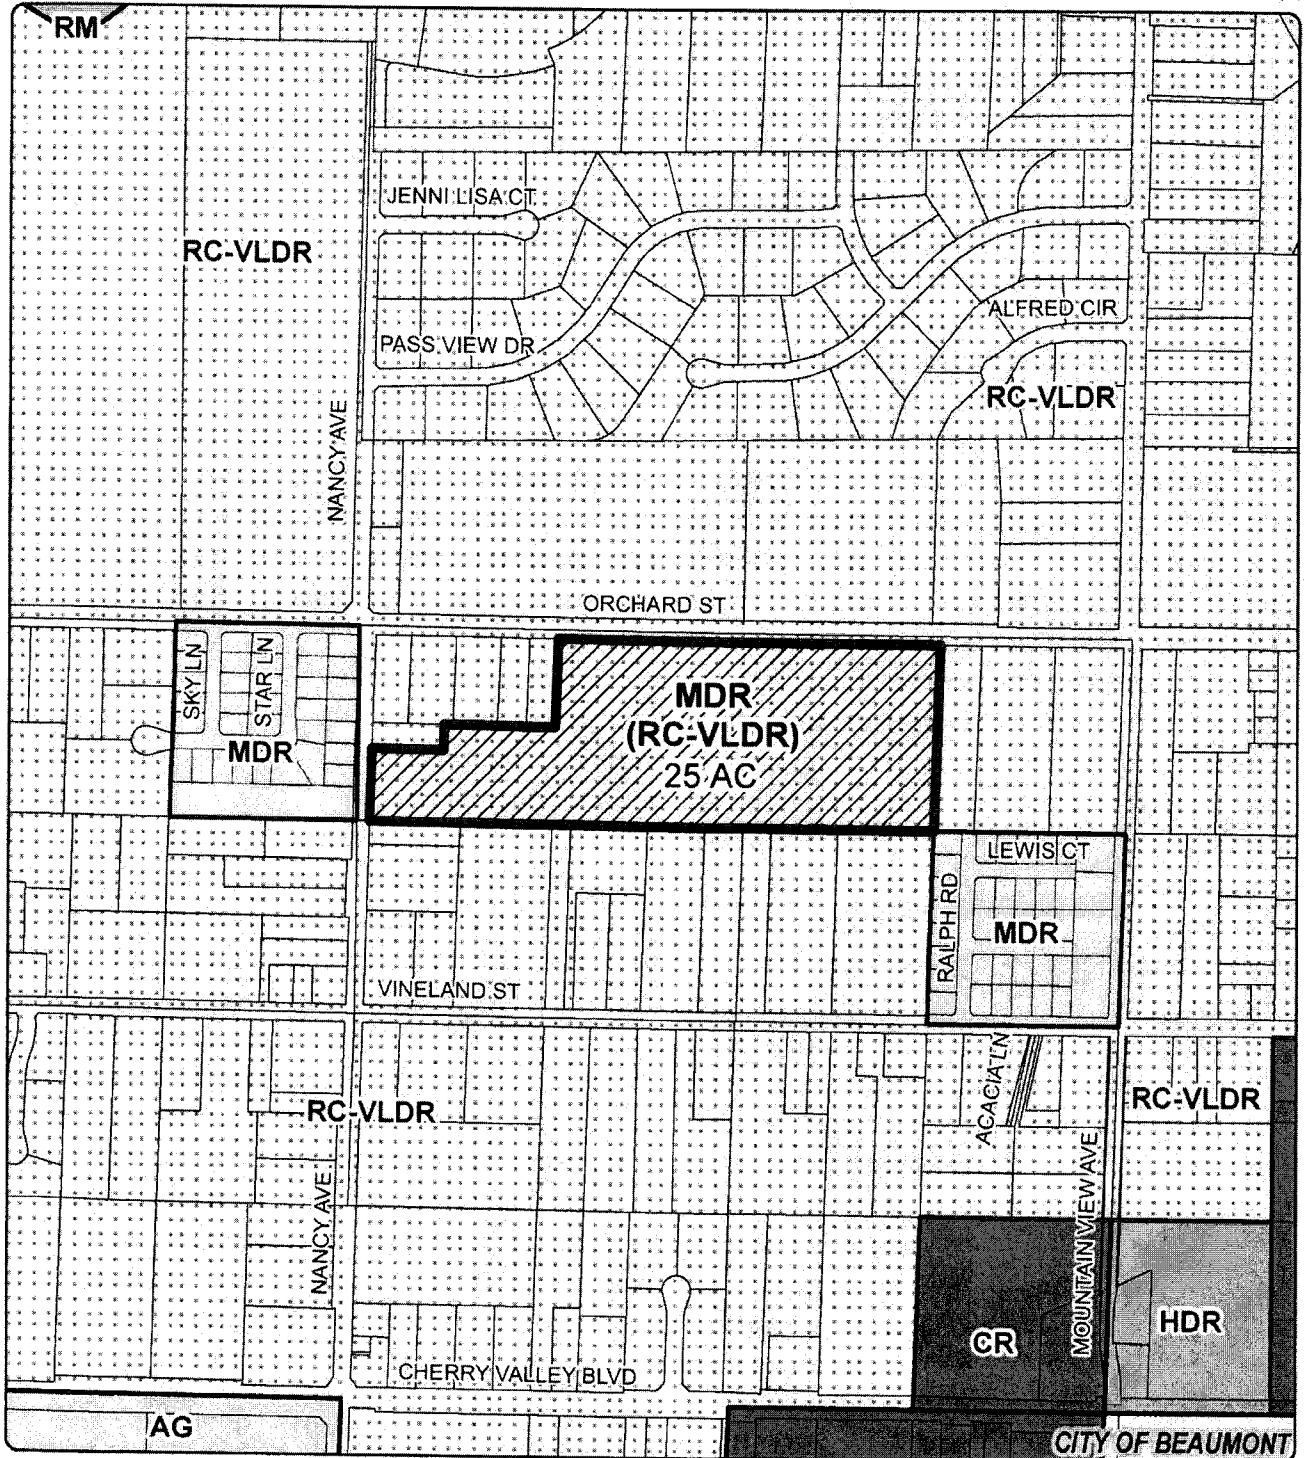 RM
JENNI LISA CT
RC-VLDR
ALFRED CIR
PASS VIEW DR
RC-VLDR
NANCY AVE
ORCHARD ST
SKY LN
STAR LN
MDR
MDR
(RC-VLDR)
25 AC
LEWIS CT
RALPH RD
MDR
VINELAND ST
ACACIA LN
RC-VLDR
RC-VLDR
NANCY AVE
MOUNTAIN VIEW AVE
HDR
CR
CHERRY VALLEY BLVD
AG
CITY OF BEAUMONT